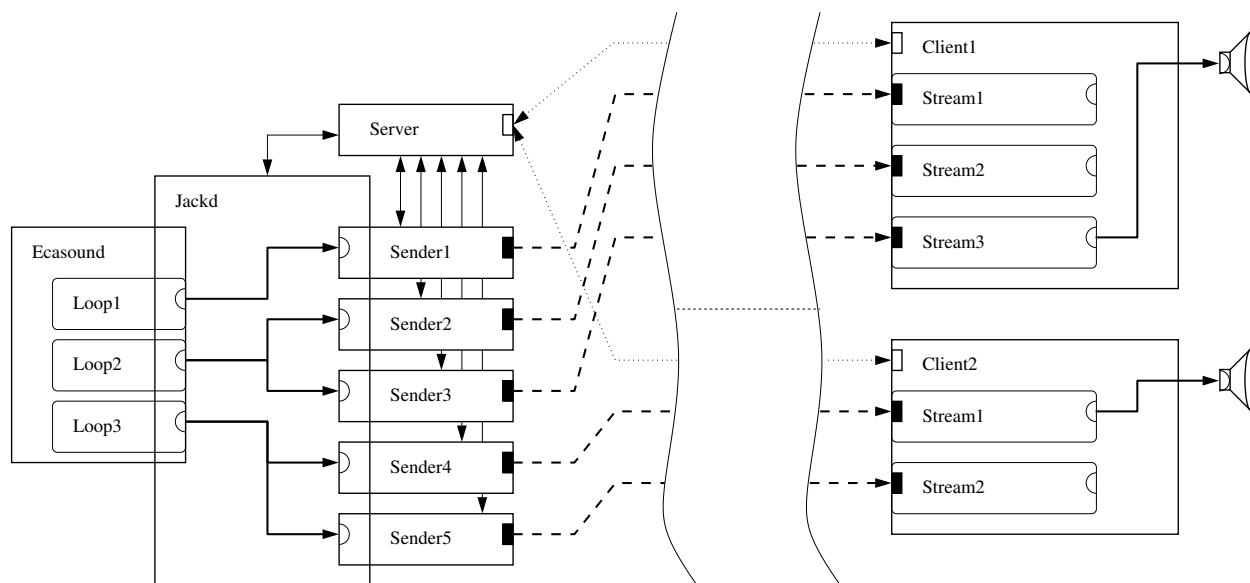 Client1
Stream1
Server
Stream2
Jackd
Stream3
Sender1
Ecasound
Loop1
Sender2
Loop2
Client2
Sender3
Stream1
Loop3
Sender4
Stream2
Sender5